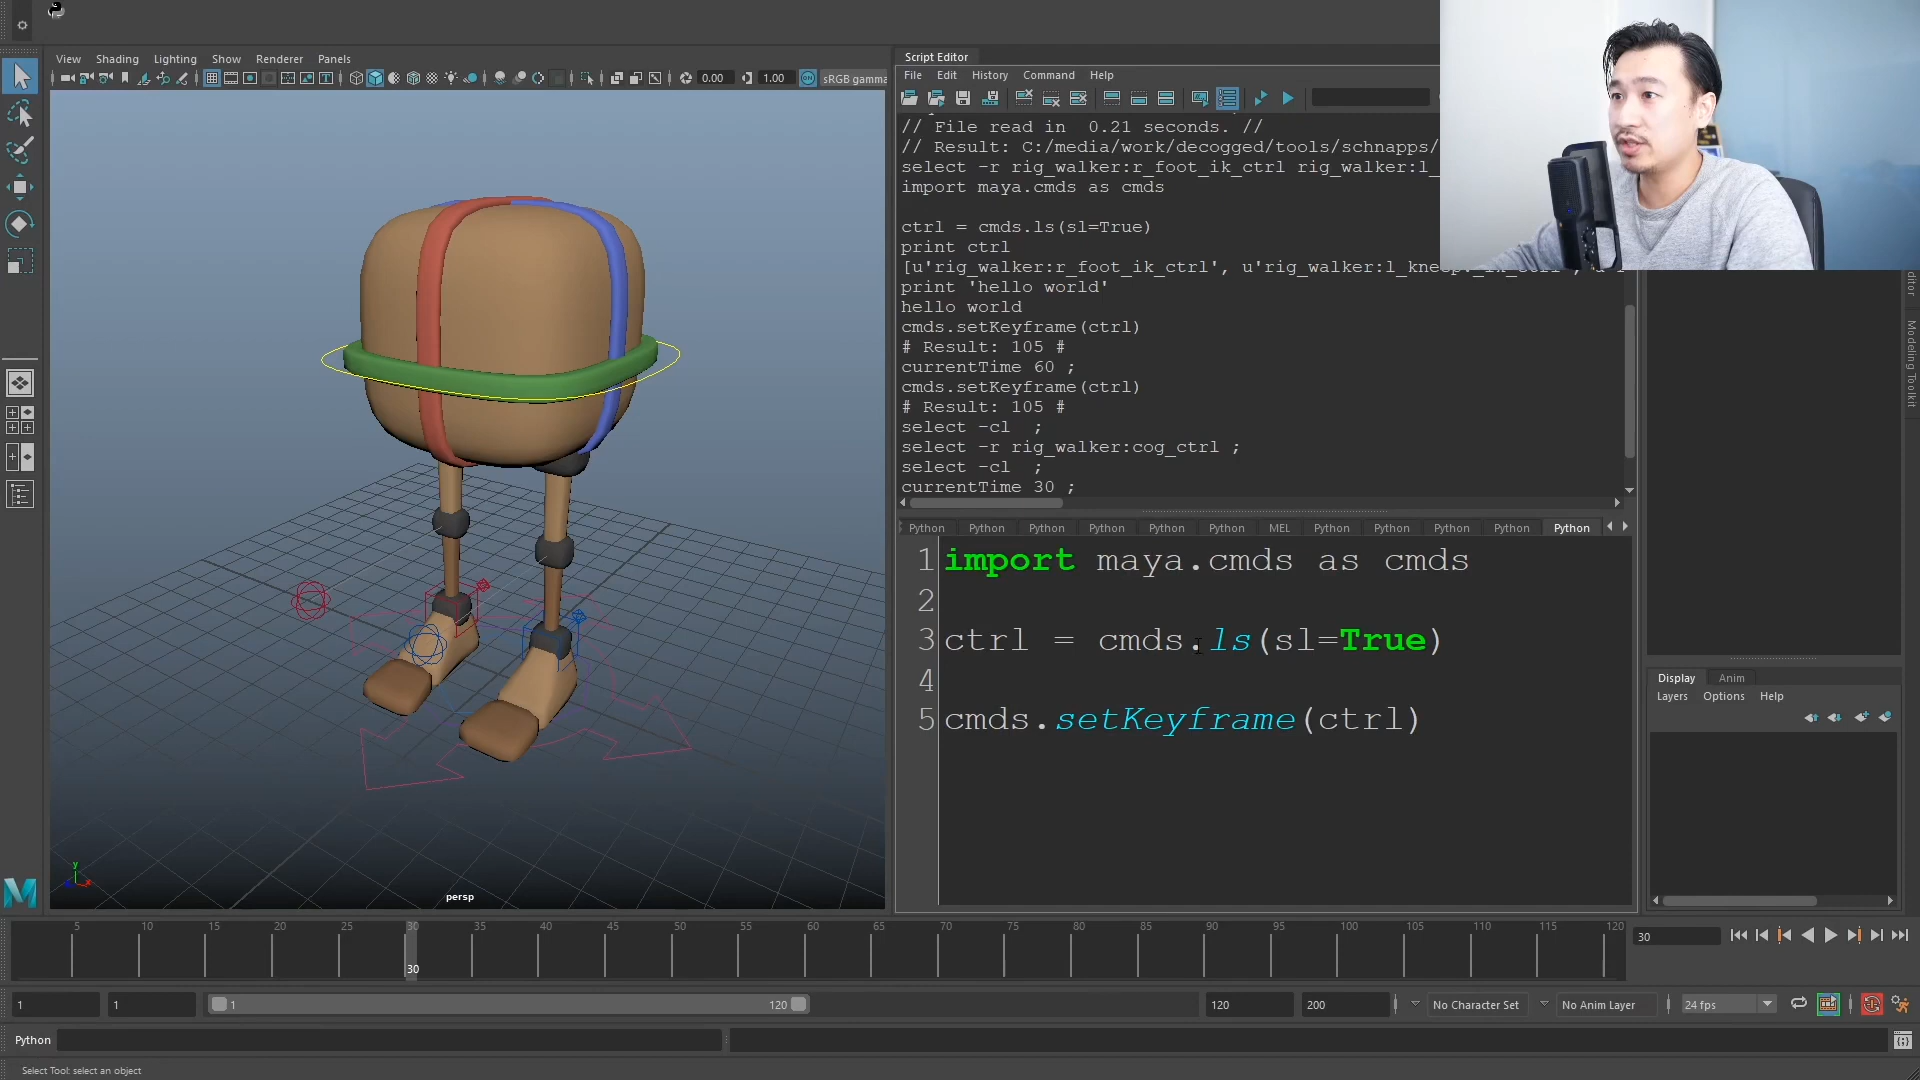 View Shading Lighting Show Renderer Panels
0.00 1.00 ON sRGB gamma
Script Editor
File Edit History Command Help
// File read in  0.21 seconds. //
// Result: C:/media/work/decogged/tools/schnapps/
select -r rig_walker:r_foot_ik_ctrl rig_walker:l_
import maya.cmds as cmds
ctrl = cmds.ls(sl=True)
print ctrl
[u'rig_walker:r_foot_ik_ctrl',
print 'hello world'
hello world
cmds.setKeyframe(ctrl)
# Result: 105 #
currentTime 60 ;
cmds.setKeyframe(ctrl)
# Result: 105 #
select -cl  ;
select -r rig_walker:cog_ctrl ;
select -cl  ;
currentTime 30 ;
Python Python Python Python Python Python MEL Python Python Python Python Python
1 import maya.cmds as cmds
2
3 ctrl = cmds.ls(sl=True)
4
5 cmds.setKeyframe(ctrl)
Modeling Toolkit
Display Anim
Layers Options Help
y
x
persp
M
5 10 15 20 25 30 35 40 45 50 55 60 65 70 75 80 85 90 95 100 105 110 115 120
30
30
1 1 1 120 120 200 No Character Set No Anim Layer 24 fps
Python
Select Tool: select an object